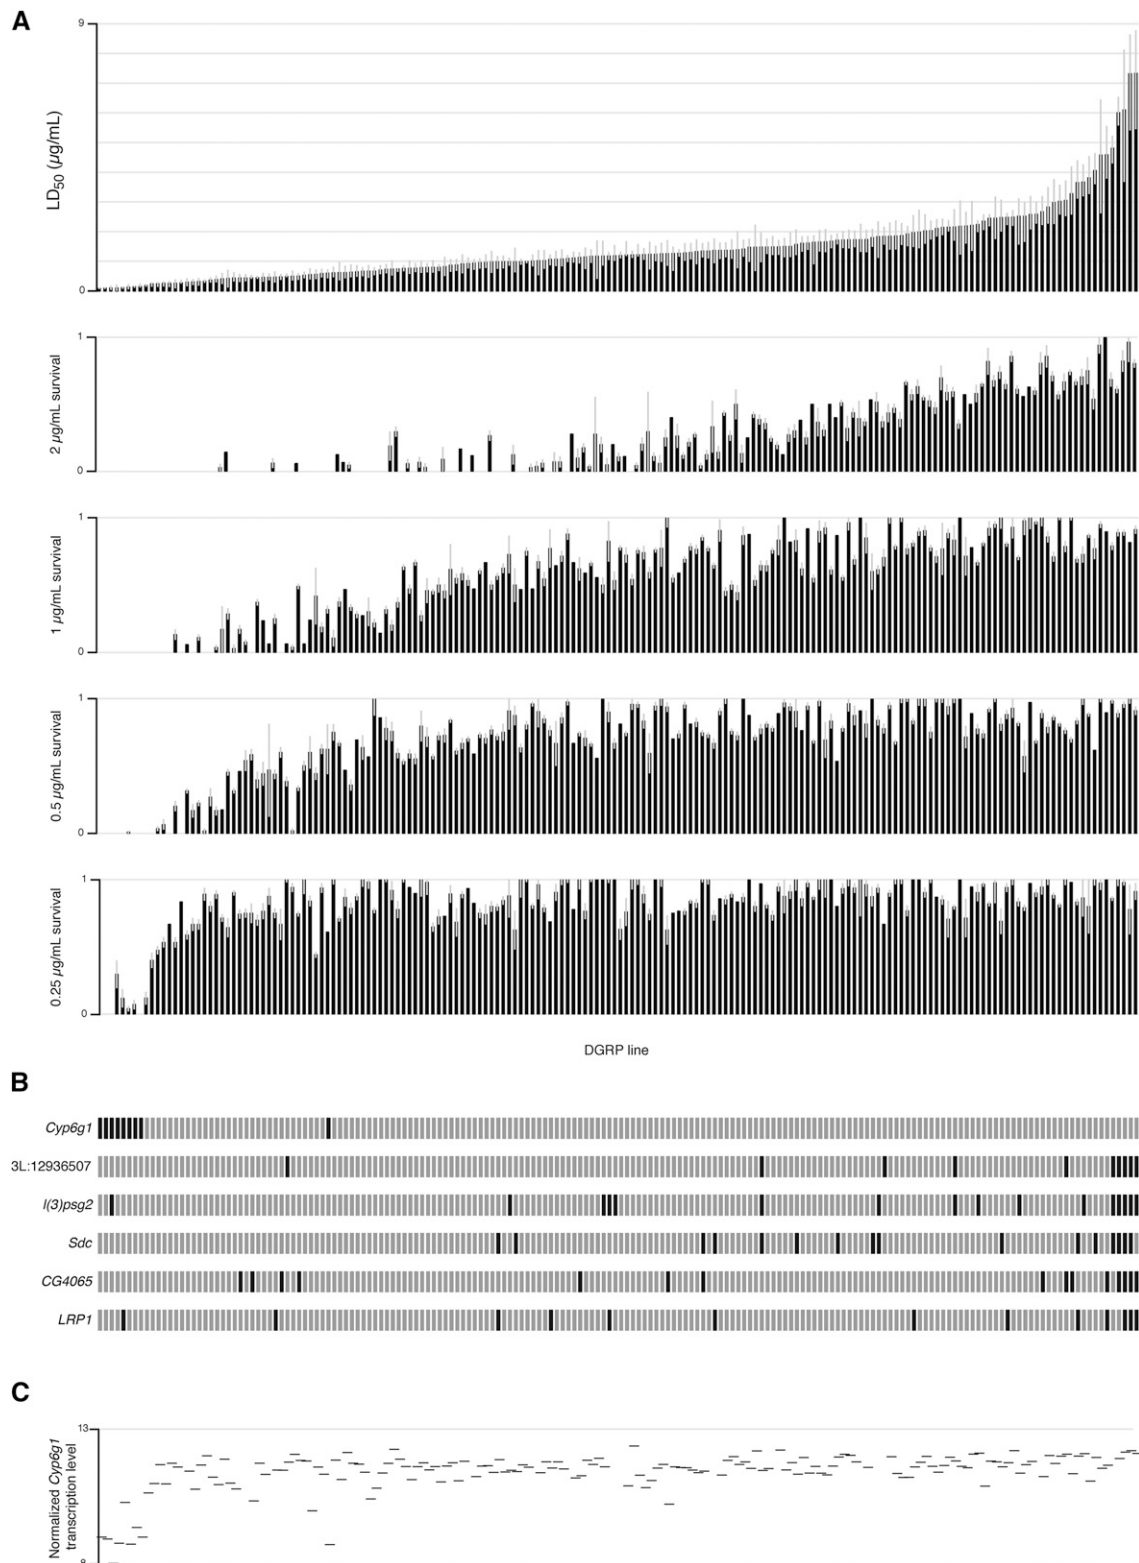 A
9
LD50 (µg/mL)
0
1
2 µg/mL survival
0
1
1 µg/mL survival
0
1
0.5 µg/mL survival
0
1
0.25 µg/mL survival
0
DGRP line
B
Cyp6g1
3L:12936507
l(3)psg2
Sdc
CG4065
LRP1
C
13
Normalized Cyp6g1
transcription level